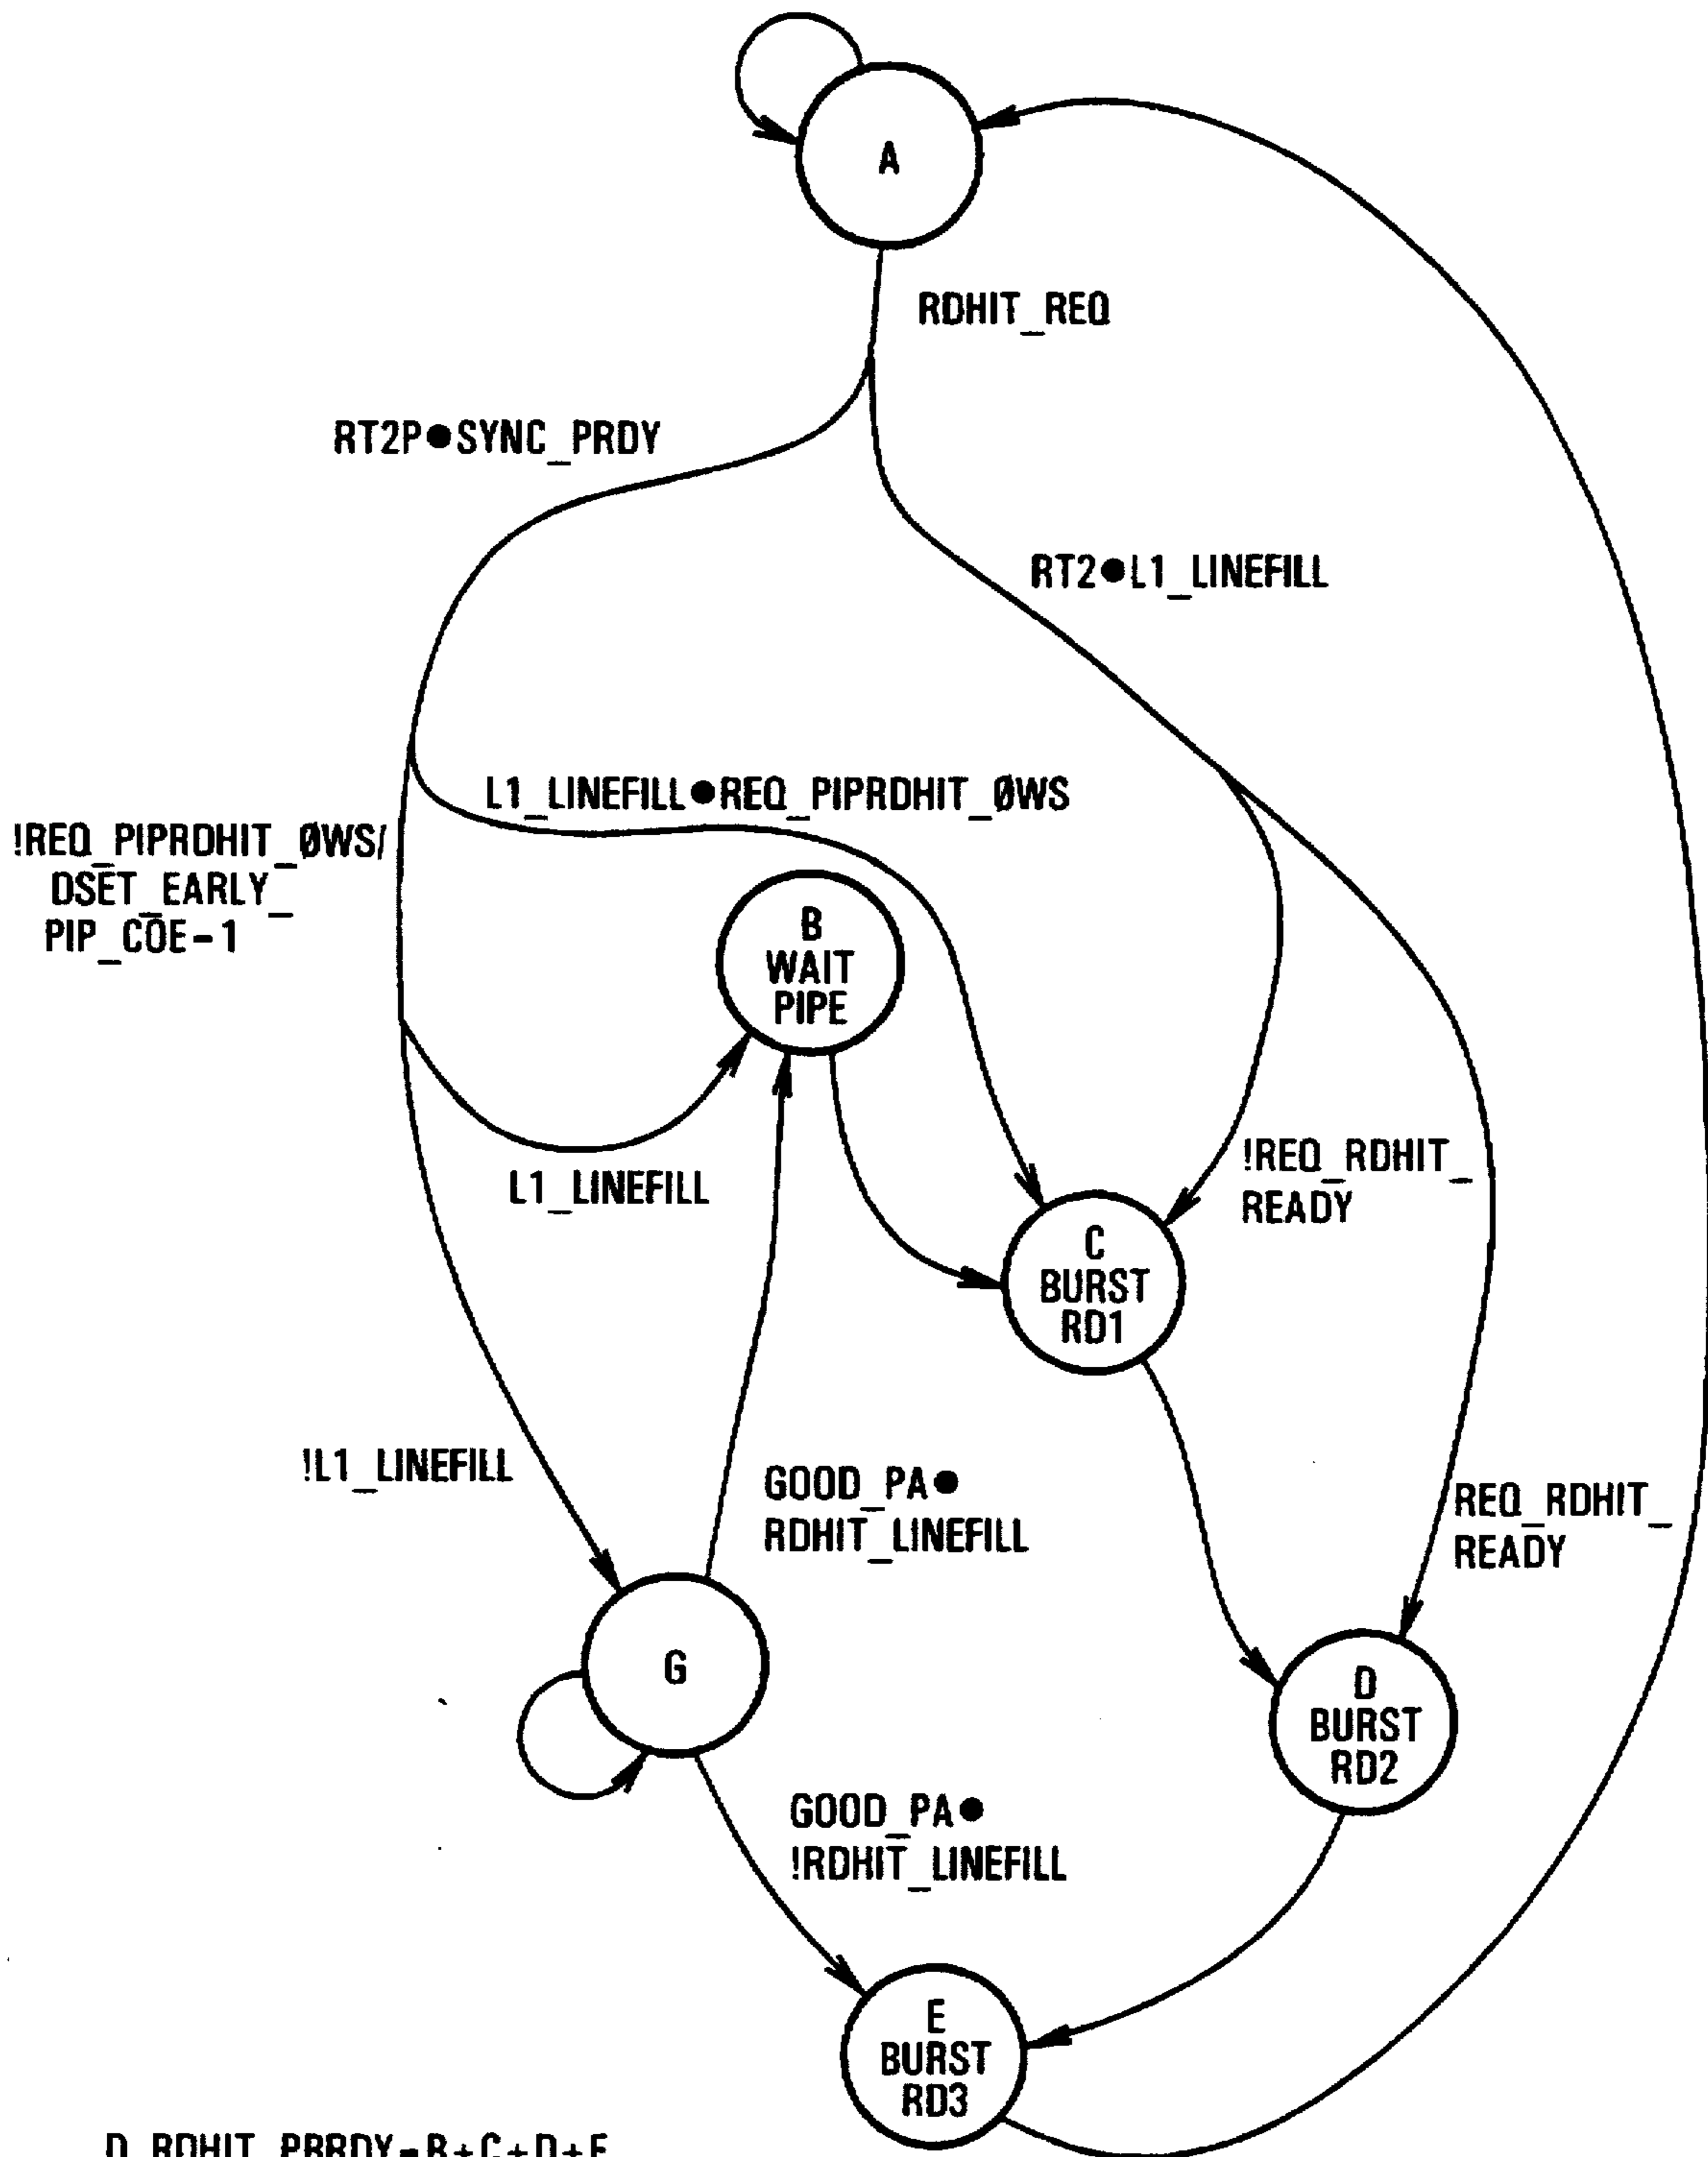 A
RDHIT_REQ
RT2P●SYNC_PRDY
RT2●L1_LINEFILL
L1_LINEFILL●REQ_PIPRDHIT_ØWS
!REQ_PIPRDHIT_ØWS/
DSET_EARLY_
PIP_COE-1
B
WAIT
PIPE
L1_LINEFILL
!REQ_RDHIT_
READY
C
BURST
RD1
!L1_LINEFILL
GOOD_PA●
RDHIT_LINEFILL
REQ_RDHIT_
READY
G
D
BURST
RD2
GOOD_PA●
!RDHIT_LINEFILL
E
BURST
RD3
D_RDHIT_PBRDY=B+C+D+E